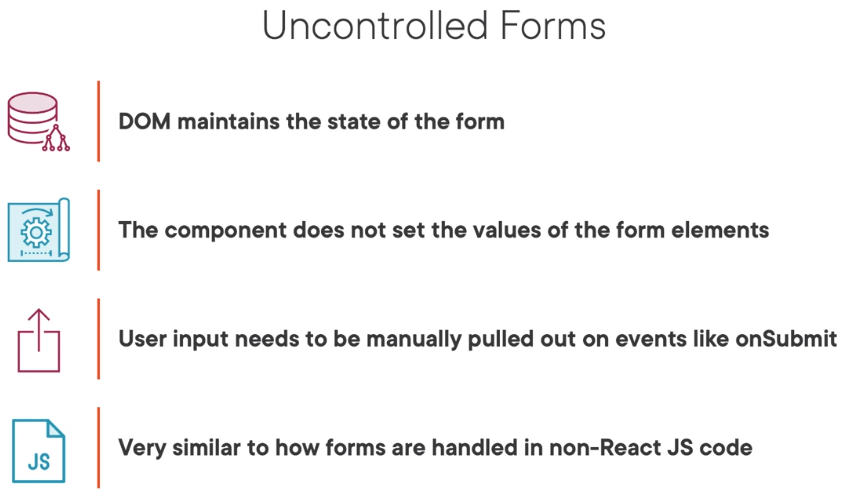 Uncontrolled Forms
DOM maintains the state of the form
The component does not set the values of the form elements
User input needs to be manually pulled out on events like onSubmit
JS
Very similar to how forms are handled in non-React JS code